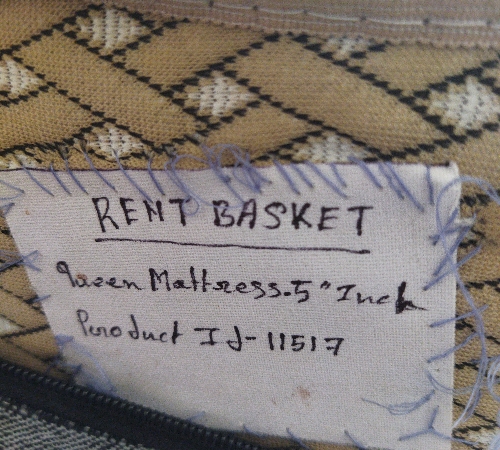 RENT BASKET
Queen Mattress.5" Inch
Product Id-11517